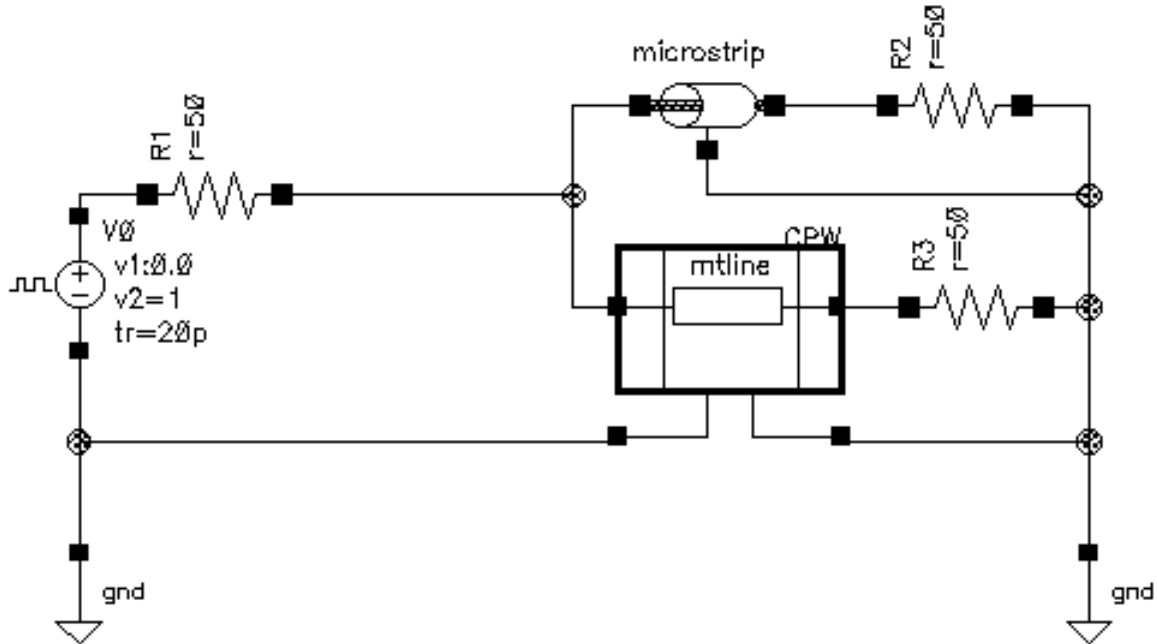 microstrip
R2
r=50
R1
r=50
V0
v1:0.0
v2=1
tr=20p
CPW
mtline
R3
r=50
gnd
gnd